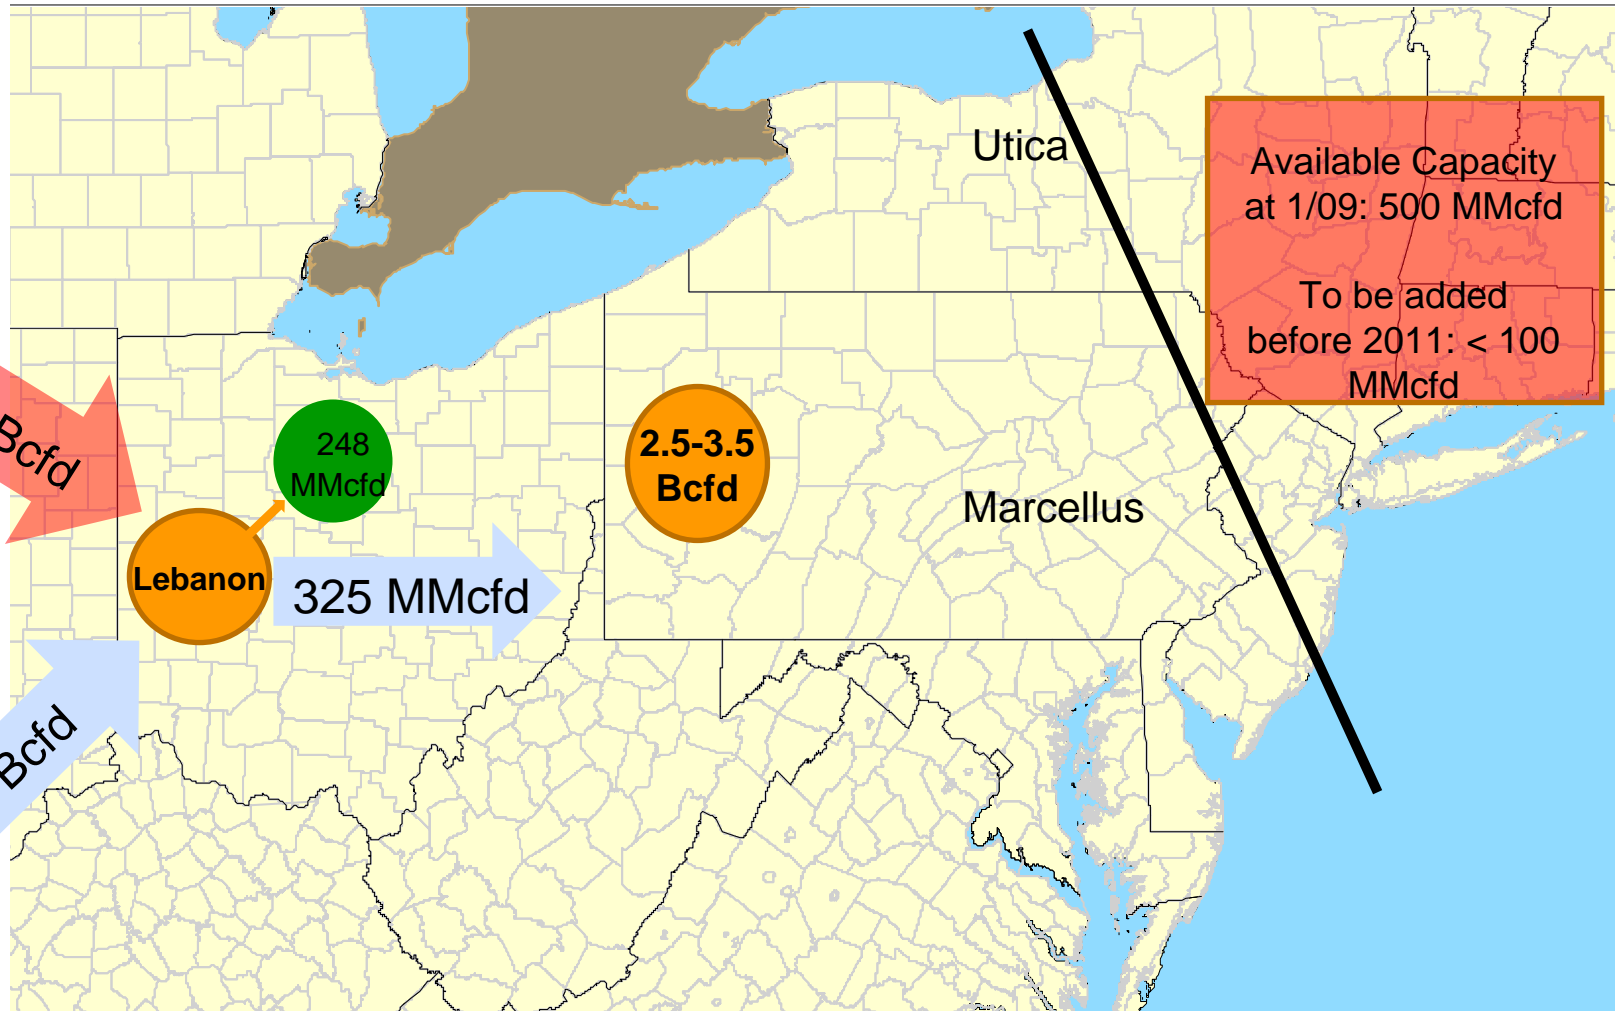 Utica
Available Capacity
at 1/09: 500 MMcfd
To be added
before 2011: < 100
MMcfd
Bcfd
248
MMcfd
2.5-3.5
Bcfd
Marcellus
Lebanon
325 MMcfd
Bcfd